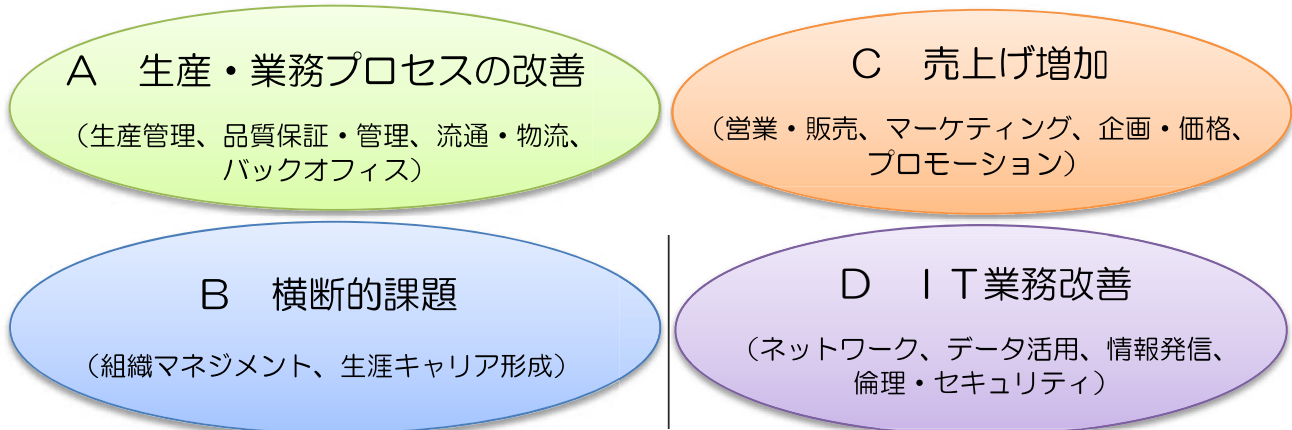 A 生産・業務プロセスの改善
（生産管理、品質保証・管理、流通・物流、
バックオフィス）
C 売上げ増加
（営業・販売、マーケティング、企画・価格、
プロモーション）
B 横断的課題
（組織マネジメント、生涯キャリア形成）
D IT業務改善
（ネットワーク、データ活用、情報発信、
倫理・セキュリティ）